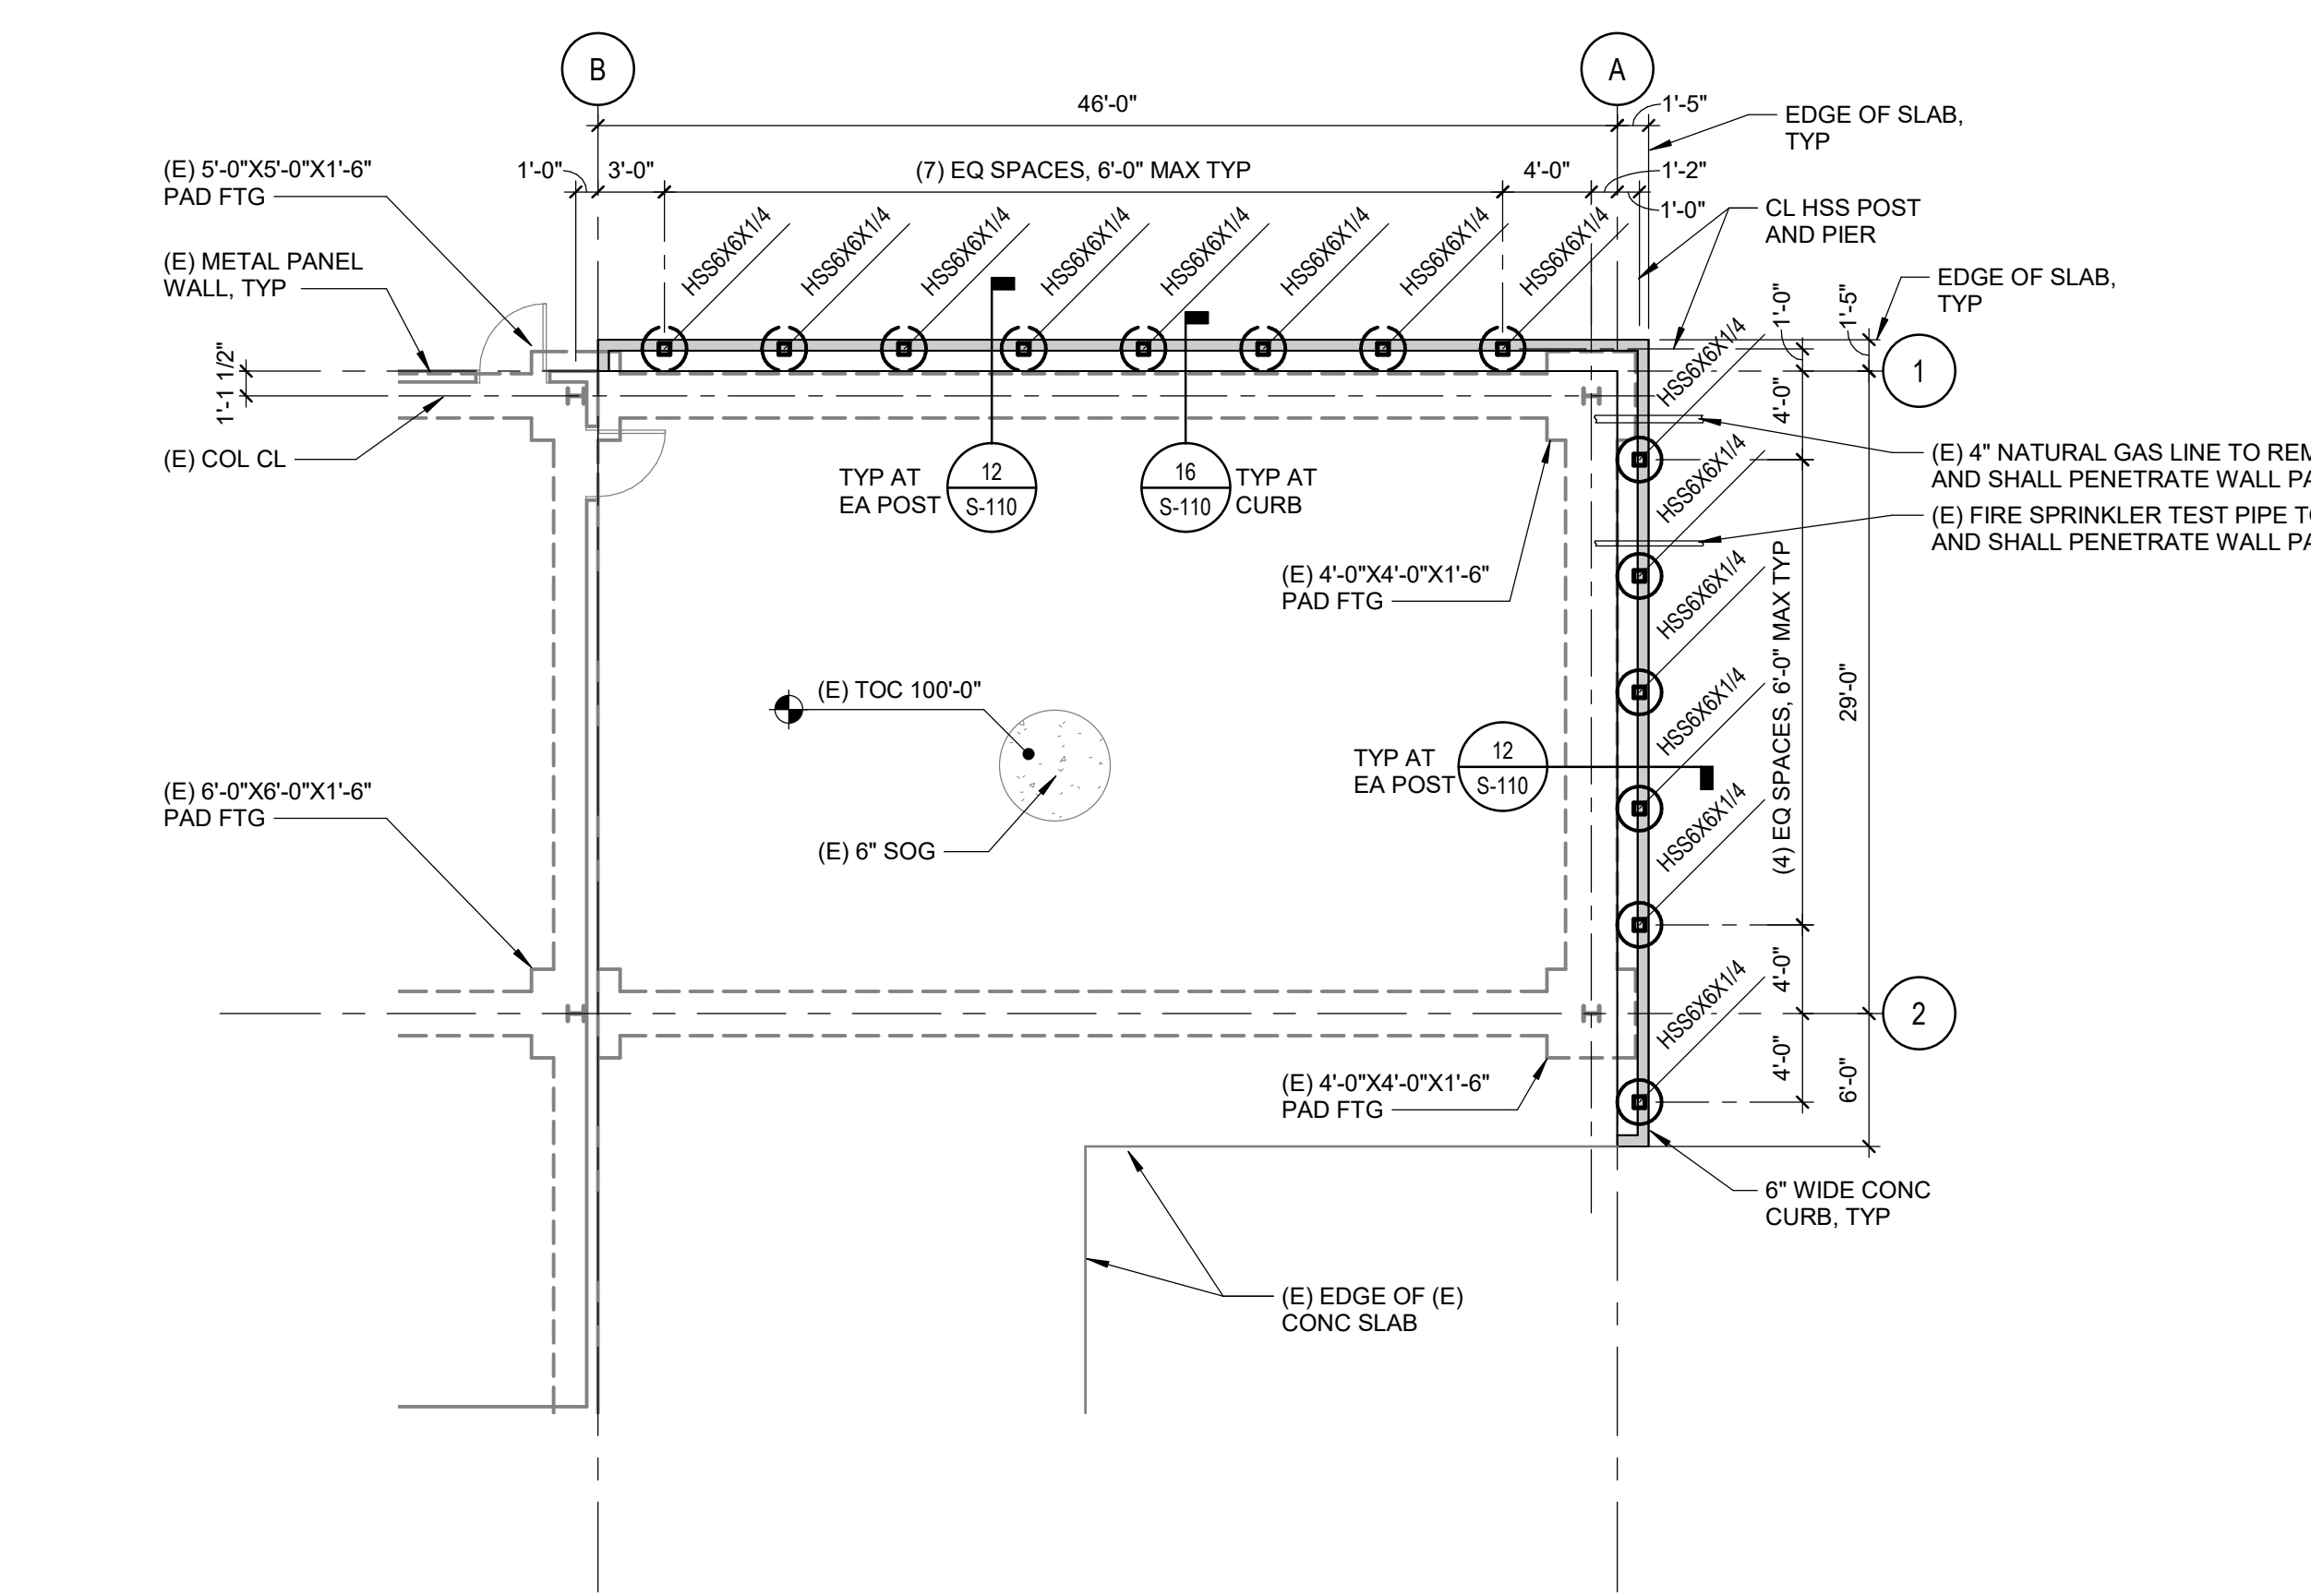 B
A
46'-0"
1'-5"
EDGE OF SLAB,
TYP
(E) 5'-0"X5'-0"X1'-6"
PAD FTG
1'-0"
3'-0"
(7) EQ SPACES, 6'-0" MAX TYP
4'-0"
1'-2"
1'-0"
CL HSS POST
AND PIER
(E) METAL PANEL
WALL, TYP
HSS6X6X1/4
HSS6X6X1/4
HSS6X6X1/4
HSS6X6X1/4
HSS6X6X1/4
HSS6X6X1/4
HSS6X6X1/4
HSS6X6X1/4
EDGE OF SLAB,
TYP
1'-0"
1'-5"
1'-1 1/2"
1
HSS6X6X1/4
4'-0"
(E) COL CL
TYP AT
EA POST
12
S-110
16
S-110
TYP AT
CURB
(E) 4" NATURAL GAS LINE TO
AND SHALL PENETRATE WALL
HSS6X6X1/4
(E) FIRE SPRINKLER TEST PIPE
AND SHALL PENETRATE WALL
(E) 4'-0"X4'-0"X1'-6"
PAD FTG
HSS6X6X1/4
(4) EQ SPACES, 6'-0" MAX TYP
29'-0"
(E) TOC 100'-0"
HSS6X6X1/4
TYP AT
EA POST
12
S-110
(E) 6'-0"X6'-0"X1'-6"
PAD FTG
(E) 6" SOG
HSS6X6X1/4
4'-0"
HSS6X6X1/4
2
4'-0"
6'-0"
(E) 4'-0"X4'-0"X1'-6"
PAD FTG
6" WIDE CONC
CURB, TYP
(E) EDGE OF (E)
CONC SLAB